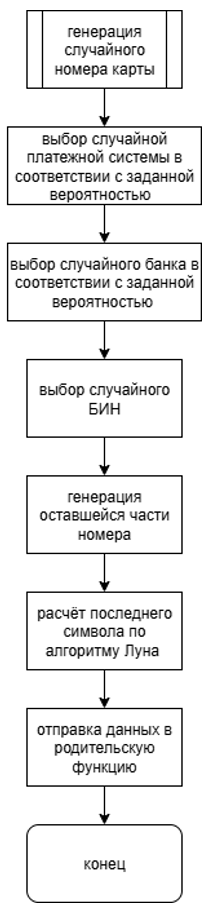 генерация
случайного
номера карты
выбор случайной
платежной системы в
соответствии с заданной
вероятностью
выбор случайного банка в
соответствии с заданной
вероятностью
выбор случайного
БИН
генерация
оставшейся части
номера
расчёт последнего
символа по
алгоритму Луна
отправка данных в
родительскую
функцию
конец